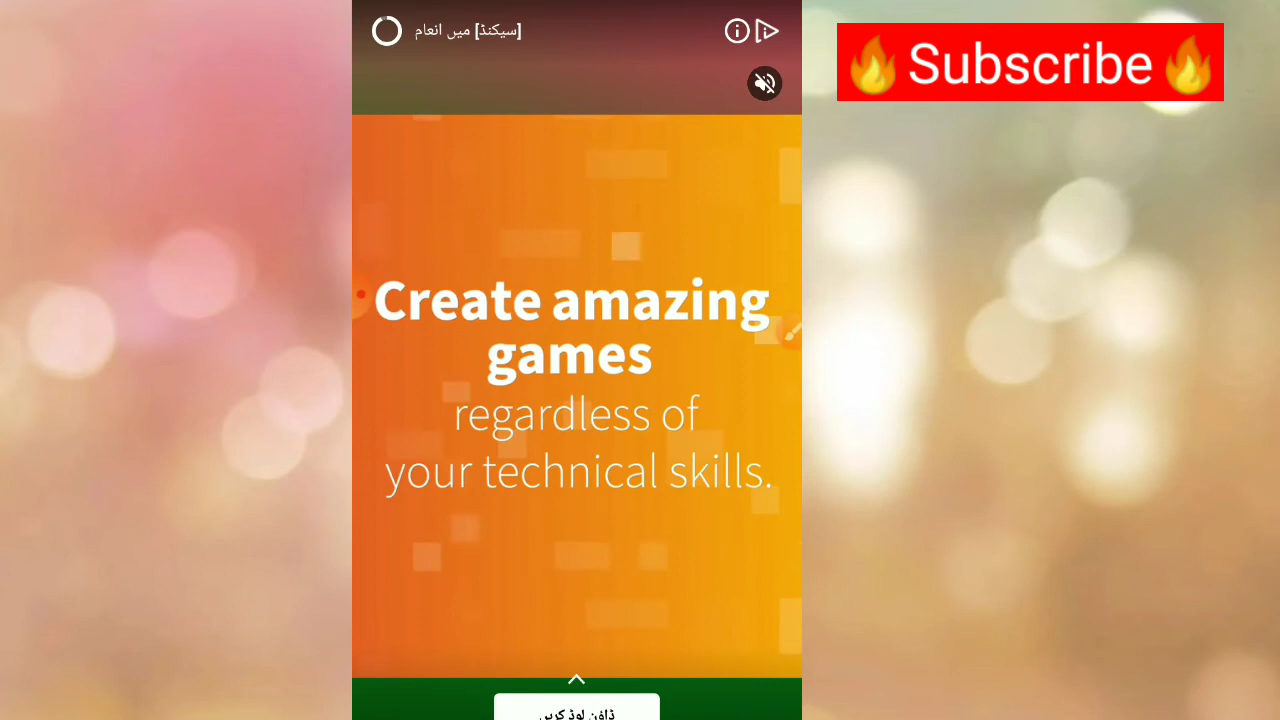 [سیکنڈ] میں انعام
🔥 Subscribe 🔥
Create amazing
games
regardless of
your technical skills.
ڈاؤن لوڈ کریں